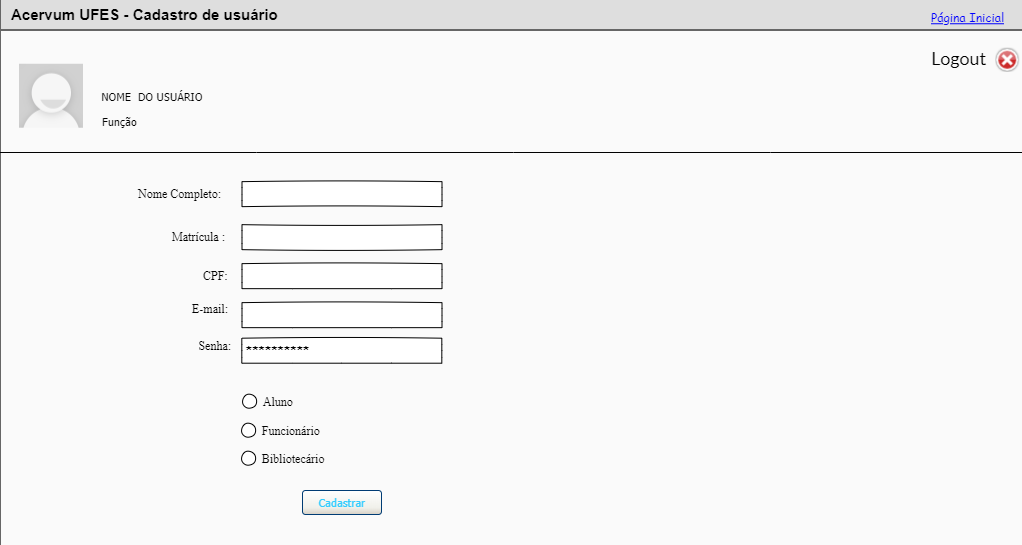 Acervum UFES - Cadastro de usuário
Página Inicial
Logout
NOME DO USUÁRIO
Função
Nome Completo:
Matrícula :
CPF:
E-mail:
Senha: **********
Aluno
Funcionário
Bibliotecário
Cadastrar